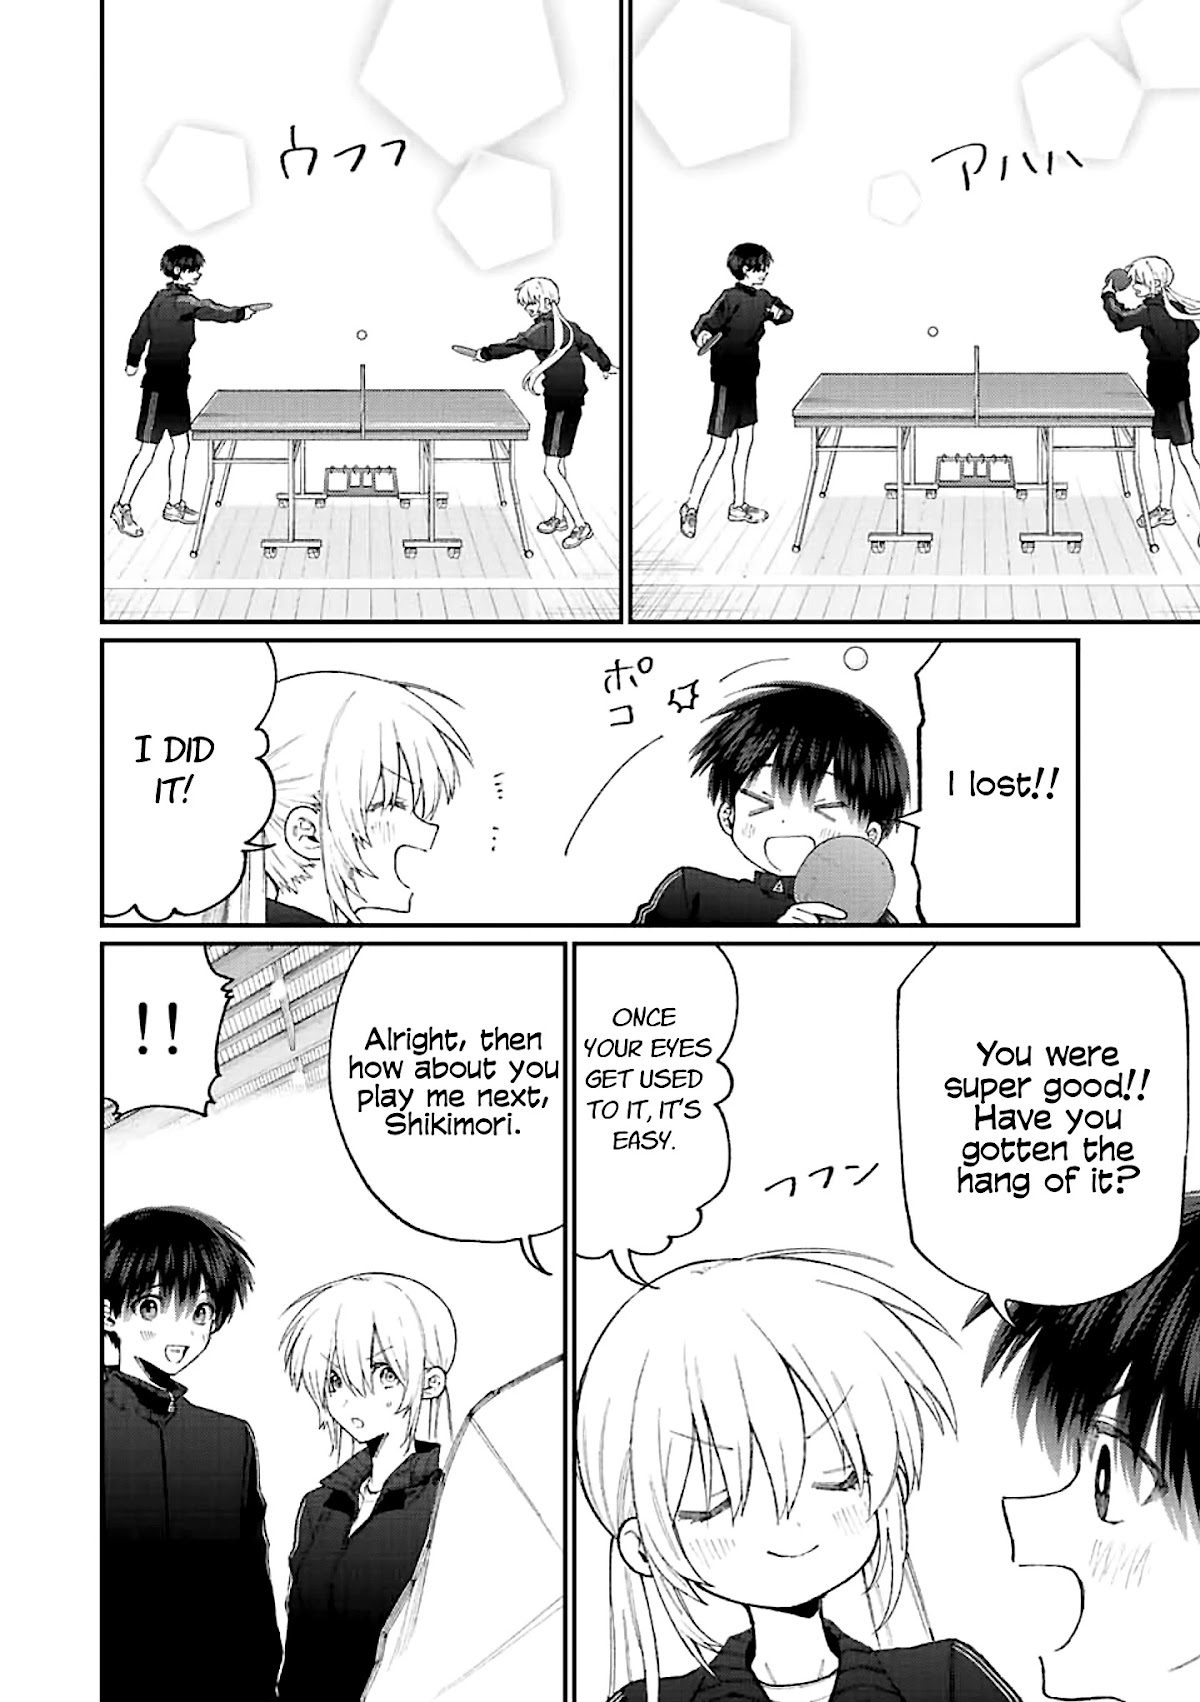 アハハ
ウフフ
I lost!!
ポコ
I DID
IT!
You were
super good!!
Have you
gotten the
hang of it?
フフン
ONCE
YOUR EYES
GET USED
TO IT, IT'S
EASY.
Alright, then
how about you
play me next,
Shikimori.
!!